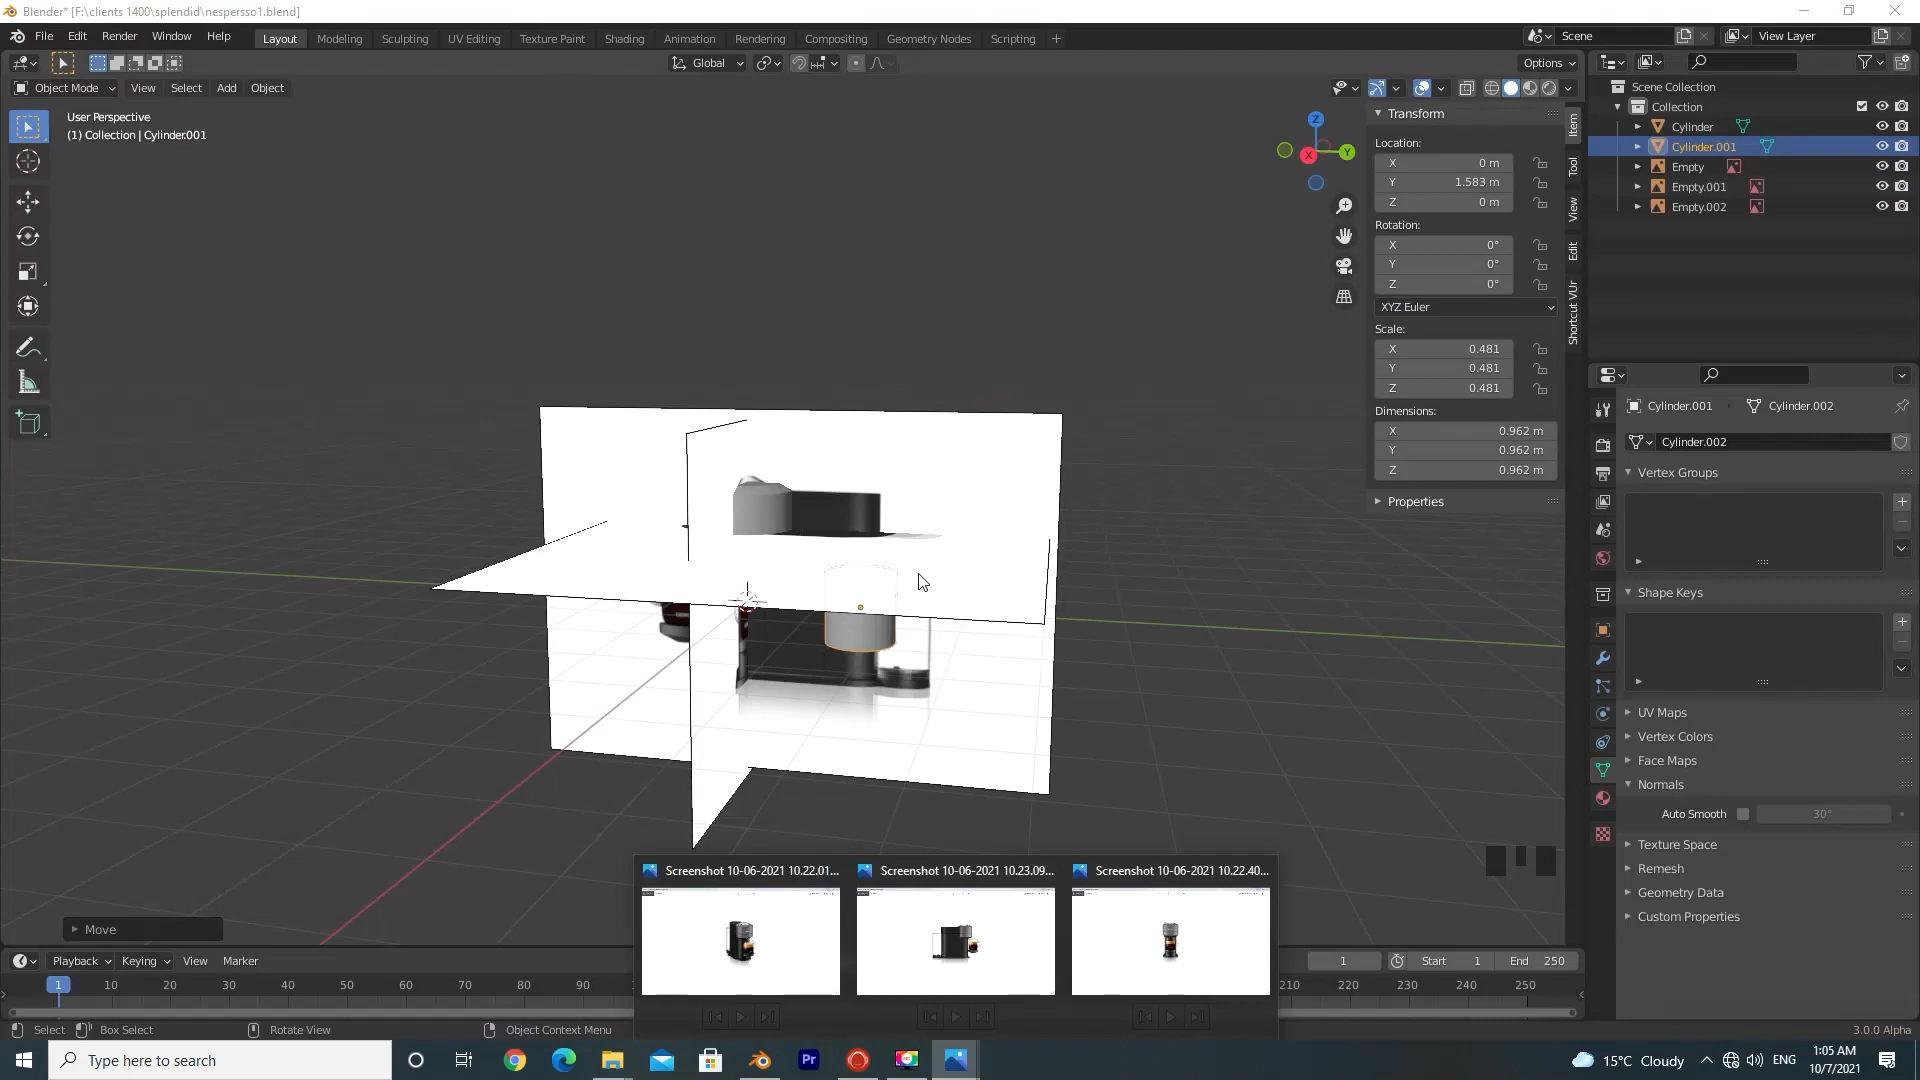 Blender* [F:\clients 1400\splendid\nespersso1.blend]
File Edit Render Window Help Layout Modeling Sculpting UV Editing Texture Paint Shading Animation Rendering Compositing Geometry Nodes Scripting Scene View Layer
Global Options
Object Mode View Select Add Object
User Perspective
(1) Collection | Cylinder.001
Z
Y
X
Transform
Location:
X 0 m
Y 1.583 m
Z 0 m
Rotation:
X 0°
Y 0°
Z 0°
XYZ Euler
Scale:
X 0.481
Y 0.481
Z 0.481
Dimensions:
X 0.962 m
Y 0.962 m
Z 0.962 m
Properties
Item
Tool
View
Edit
Shortcut VUr
Scene Collection
Collection
Cylinder
Cylinder.001
Empty
Empty.001
Empty.002
Cylinder.001 Cylinder.002
Cylinder.002
Vertex Groups
Shape Keys
UV Maps
Vertex Colors
Face Maps
Normals
Auto Smooth 30°
Texture Space
Remesh
Geometry Data
Custom Properties
Move
Screenshot 10-06-2021 10.22.01... Screenshot 10-06-2021 10.23.09... Screenshot 10-06-2021 10.22.40...
Playback Keying View Marker 1 Start 1 End 250
1 10 20 30 40 50 60 70 80 90 210 220 230 240 250
Select Box Select Rotate View Object Context Menu 3.0.0 Alpha
Type here to search Pr 15°C Cloudy ENG 1:05 AM
10/7/2021